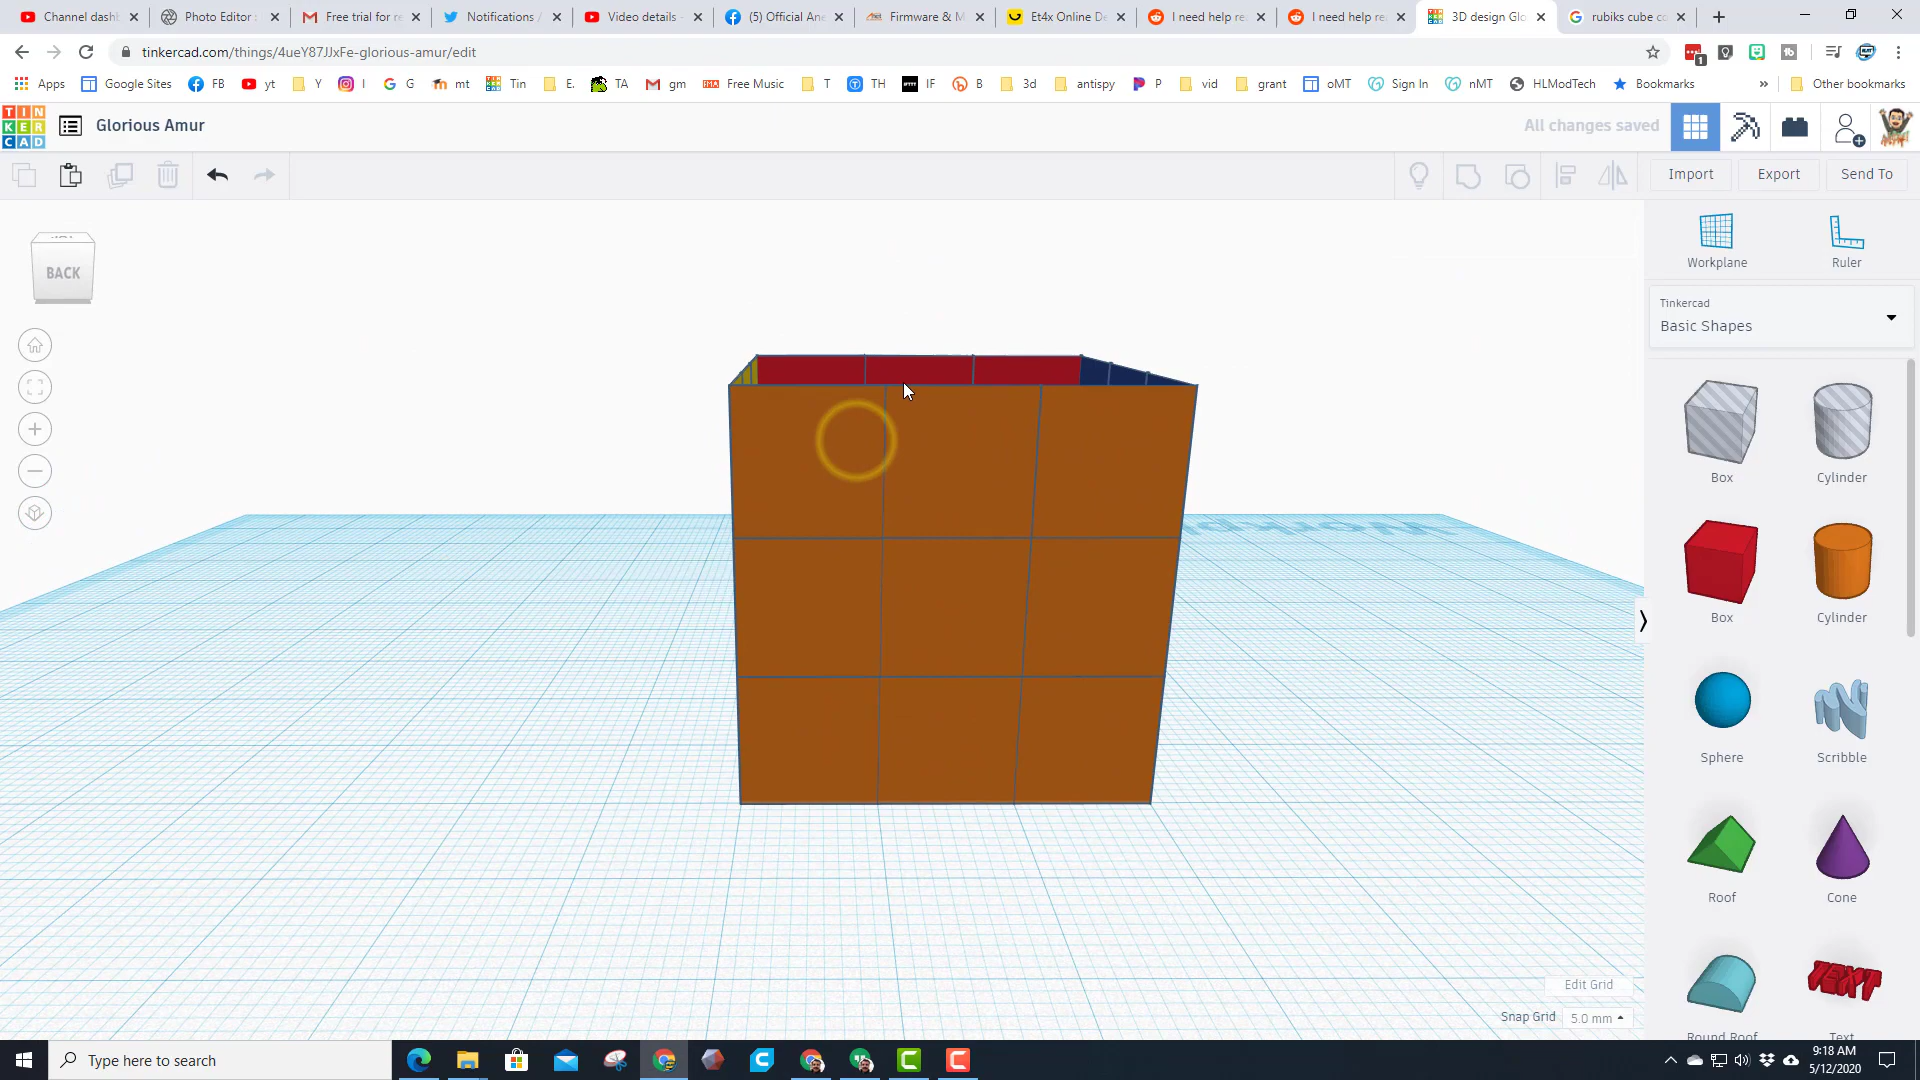 Channel dash
Photo Editor :
Free trial for re
Notifications /
Video details -
(5) Official Ane
Firmware & M
Et4x Online De
I need help re
I need help re
3D design Glo
rubiks cube co
tinkercad.com/things/4ueY87JJxFe-glorious-amur/edit
1
Apps
Google Sites
FB
yt
Y
I
G
mt
Tin
E.
TA
gm
Free Music
T
TH
IF
B
3d
antispy
P
vid
grant
oMT
Sign In
nMT
HLModTech
Bookmarks
»
Other bookmarks
TIN
KER
CAD
Glorious Amur
All changes saved
Import
Export
Send To
BACK
Workplane
Ruler
Tinkercad
Basic Shapes
Box
Cylinder
Box
Cylinder
Sphere
Scribble
Roof
Cone
TEXT
Round Roof
Text
Edit Grid
Snap Grid
5.0 mm
Type here to search
9:18 AM
5/12/2020